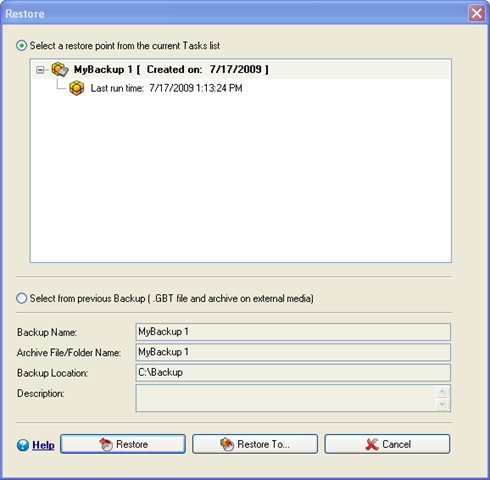 Restore
Select a restore point from the current Tasks list
MyBackup 1 [ Created on: 7/17/2009 ]
Last run time: 7/17/2009 1:13:24 PM
Select from previous Backup ( .GBT file and archive on external media)
Backup Name: MyBackup 1
Archive File/Folder Name: MyBackup 1
Backup Location: C:\Backup
Description:
Help Restore Restore To... Cancel